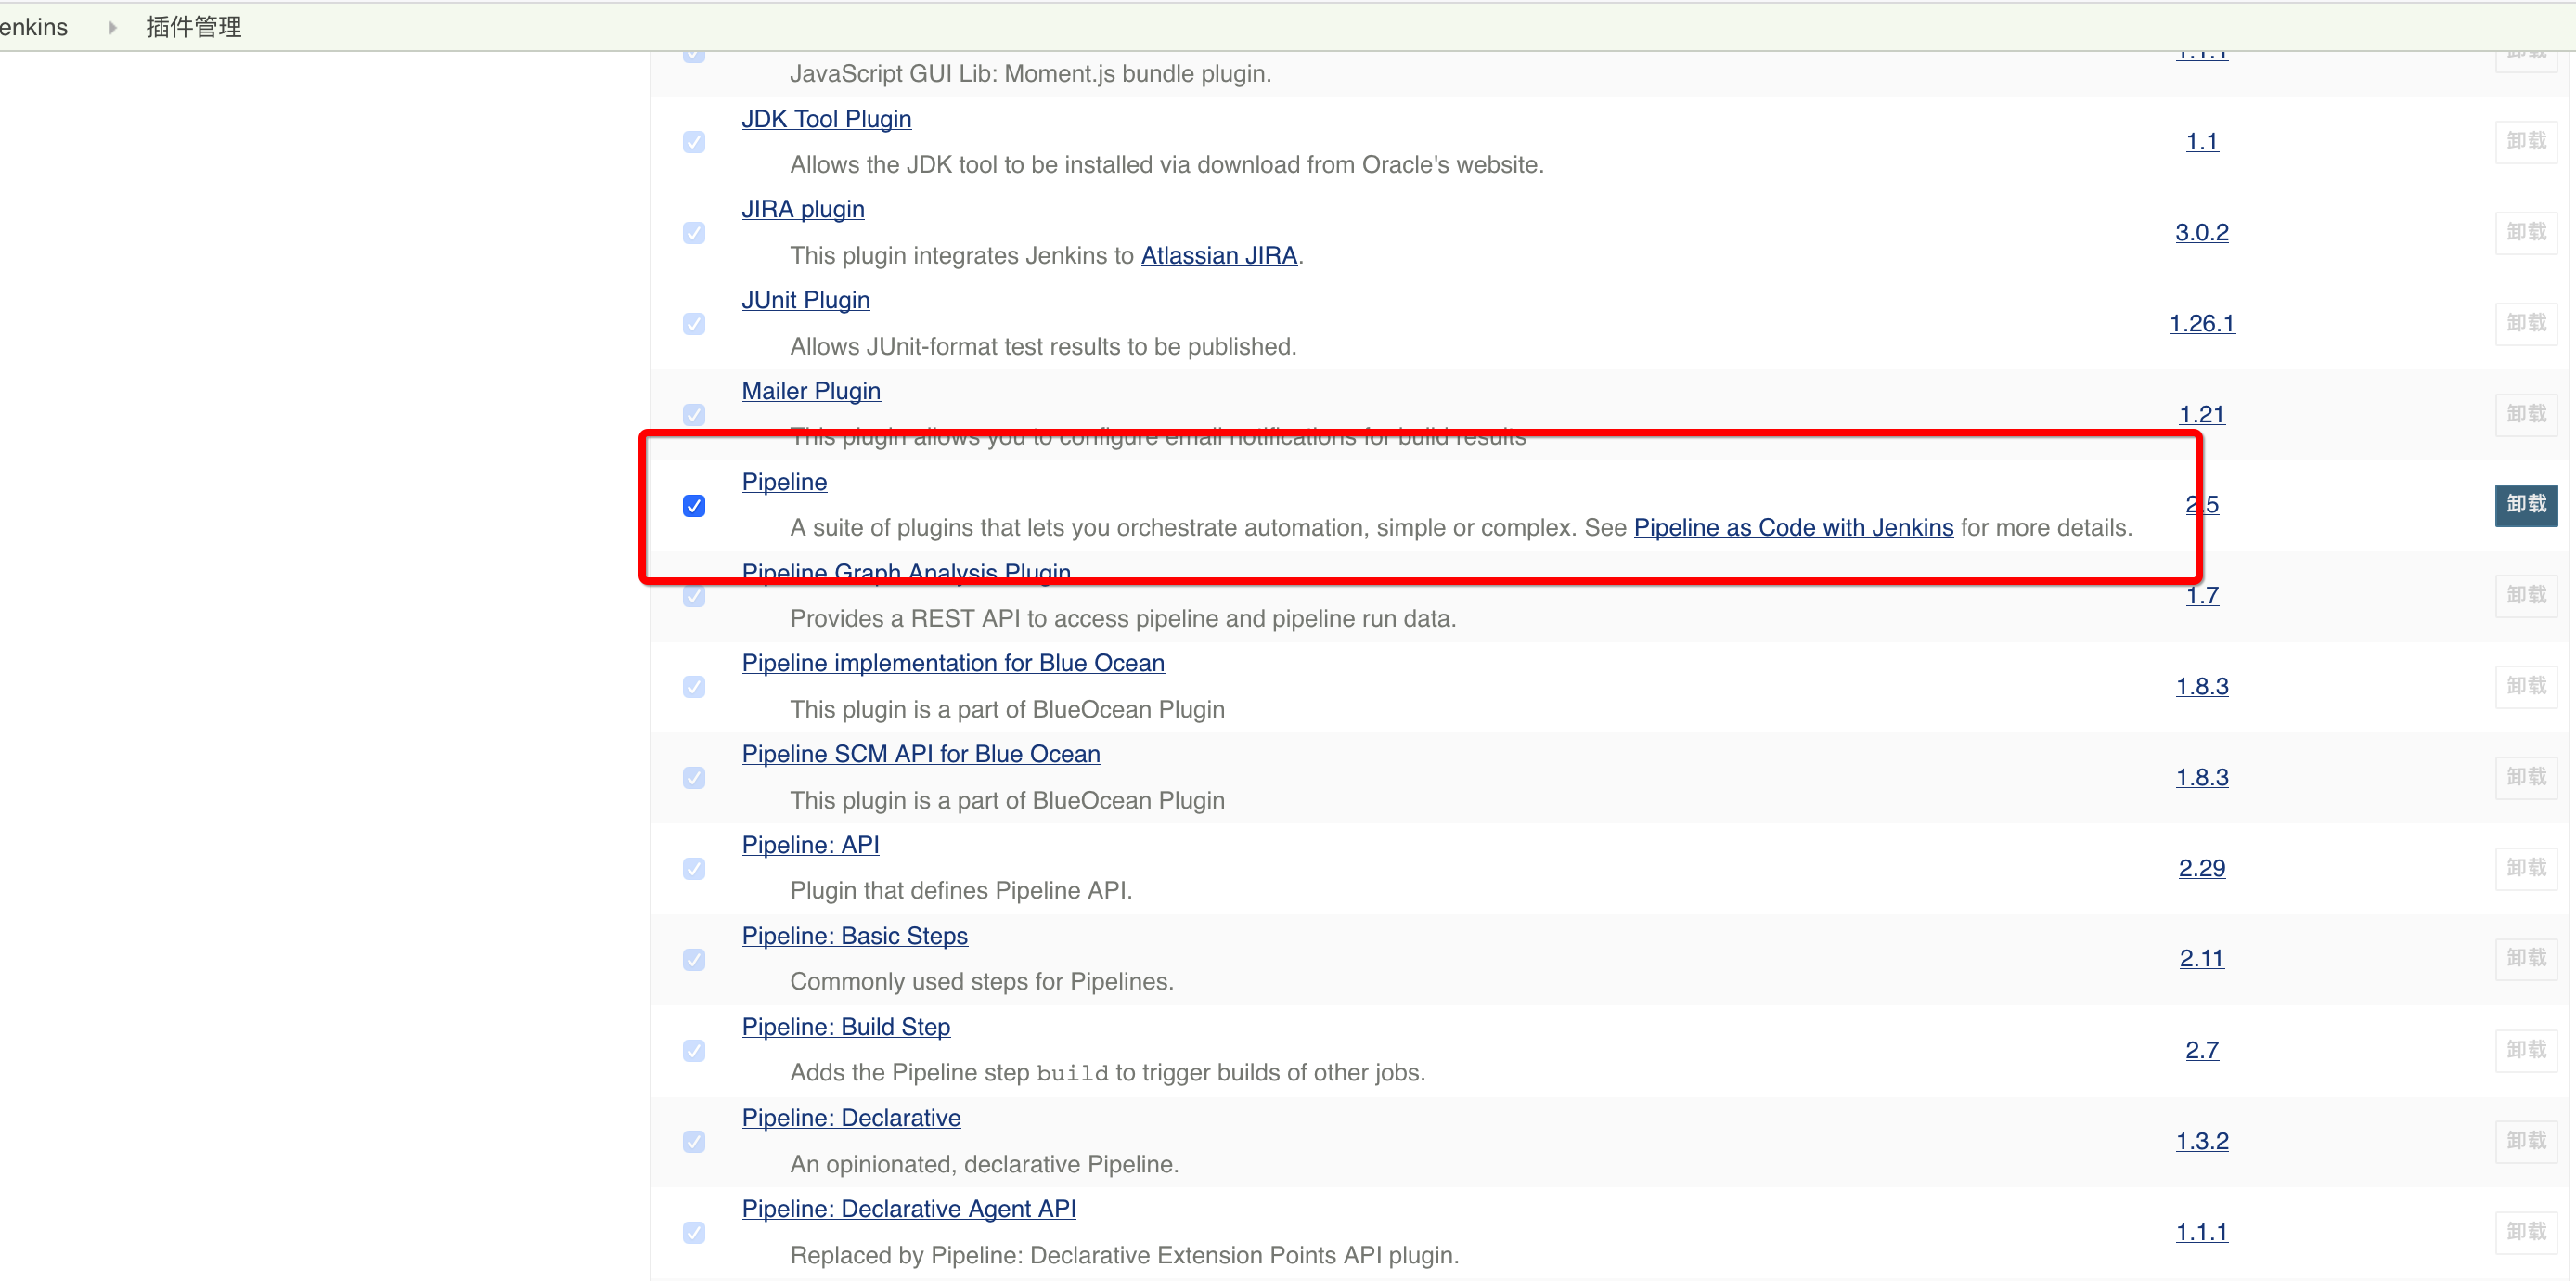 enkins
插件管理
1.1.1
卸载
JavaScript GUI Lib: Moment.js bundle plugin.
JDK Tool Plugin
1.1
卸载
Allows the JDK tool to be installed via download from Oracle's website.
JIRA plugin
3.0.2
卸载
This plugin integrates Jenkins to Atlassian JIRA.
JUnit Plugin
1.26.1
卸载
Allows JUnit-format test results to be published.
Mailer Plugin
1.21
卸载
This plugin allows you to configure email notifications for build results
Pipeline
2.5
卸载
A suite of plugins that lets you orchestrate automation, simple or complex. See Pipeline as Code with Jenkins for more details.
Pipeline Graph Analysis Plugin
1.7
卸载
Provides a REST API to access pipeline and pipeline run data.
Pipeline implementation for Blue Ocean
1.8.3
卸载
This plugin is a part of BlueOcean Plugin
Pipeline SCM API for Blue Ocean
1.8.3
卸载
This plugin is a part of BlueOcean Plugin
Pipeline: API
2.29
卸载
Plugin that defines Pipeline API.
Pipeline: Basic Steps
2.11
卸载
Commonly used steps for Pipelines.
Pipeline: Build Step
2.7
卸载
Adds the Pipeline step build to trigger builds of other jobs.
Pipeline: Declarative
1.3.2
卸载
An opinionated, declarative Pipeline.
Pipeline: Declarative Agent API
1.1.1
卸载
Replaced by Pipeline: Declarative Extension Points API plugin.